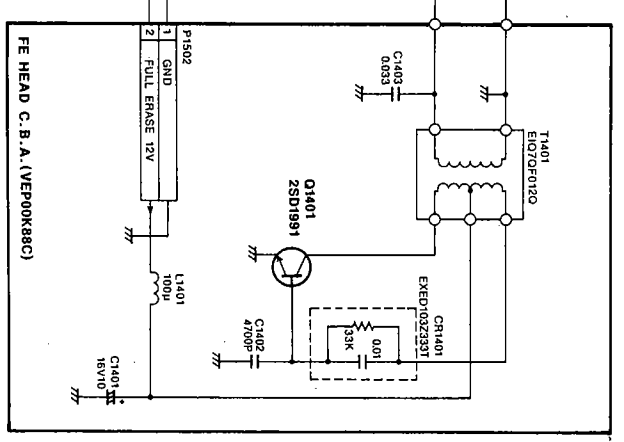 FE HEAD C.B.A.(VEP00K88C)
P1502
1 GND
2 FULL ERASE 12V
C1403
0.033
T1401
EIQ7QF012Q
Q1401
2SD1991
L1401
100μ
C1402
4700P
CR1401
EXED103Z333T
0.01
33K
C1401
16V10
+